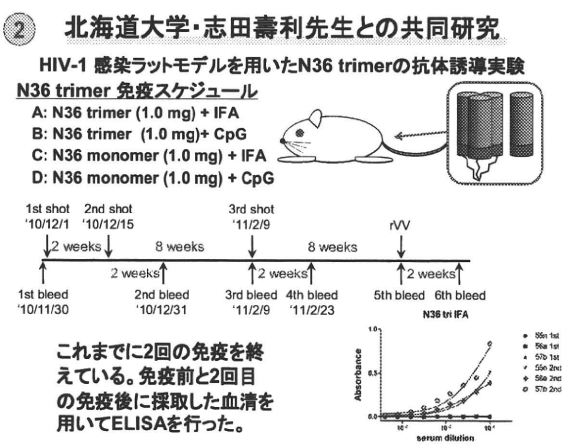 2
北海道大学・志田壽利先生との共同研究
HIV-1 感染ラットモデルを用いたN36 trimerの抗体誘導実験
N36 trimer 免疫スケジュール
A: N36 trimer (1.0 mg) + IFA
B: N36 trimer (1.0 mg)+ CpG
C: N36 monomer (1.0 mg) + IFA
D: N36 monomer (1.0 mg) + CpG
1st shot 2nd shot 3rd shot
'10/12/1 '10/12/15 '11/2/9 rVV
2 weeks 8 weeks 8 weeks
2 weeks 2 weeks 2 weeks
1st bleed 2nd bleed 3rd bleed 4th bleed 5th bleed 6th bleed
'10/11/30 '10/12/31 '11/2/9 '11/2/23
N36 tri IFA
これまでに2回の免疫を終
えている。免疫前と2回目
の免疫後に採取した血清を
用いてELISAを行った。
Absorbance
1.0
0.5
0.0
serum dilution
56a 1st
57b 1st
56a 2nd
57b 2nd